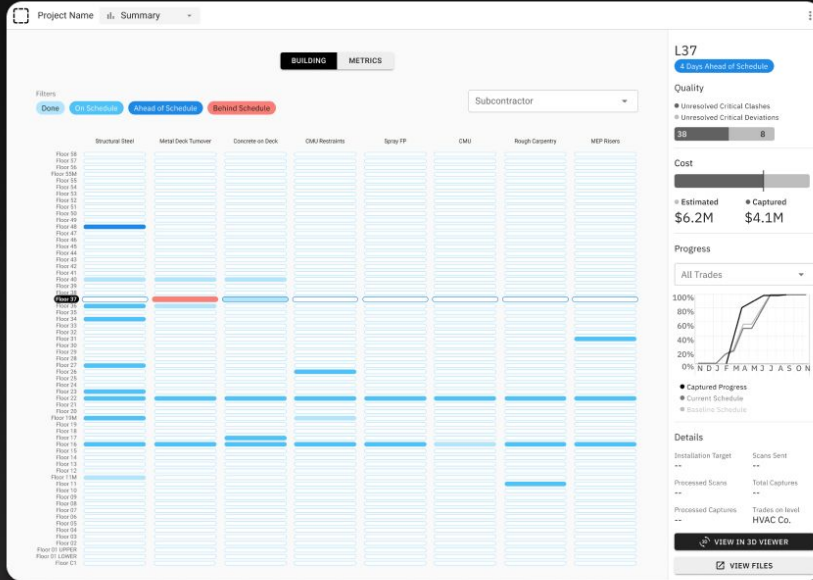 Project Name Summary
BUILDING METRICS
Filters
Done On Schedule Ahead of Schedule Behind Schedule
Subcontractor
Structural Steel Metal Deck Turnover Concrete on Deck CMU Restraints Spray FP CMU Rough Carpentry MEP Risers
Floor 58
Floor 57
Floor 56
Floor 55M
Floor 55
Floor 54
Floor 53
Floor 52
Floor 51
Floor 50
Floor 49
Floor 48
Floor 47
Floor 46
Floor 45
Floor 44
Floor 43
Floor 42
Floor 41
Floor 40
Floor 39
Floor 38
Floor 37
Floor 36
Floor 35
Floor 34
Floor 33
Floor 32
Floor 31
Floor 30
Floor 29
Floor 28
Floor 27
Floor 26
Floor 25
Floor 24
Floor 23
Floor 22
Floor 21
Floor 20
Floor 19M
Floor 19
Floor 18
Floor 17
Floor 16
Floor 15
Floor 14
Floor 13
Floor 12
Floor 11M
Floor 11
Floor 10
Floor 09
Floor 08
Floor 07
Floor 06
Floor 05
Floor 04
Floor 03
Floor 02
Floor 01 UPPER
Floor 01 LOWER
Floor C1
L37
4 Days Ahead of Schedule
Quality
Unresolved Critical Clashes
Unresolved Critical Deviations
38 8
Cost
Estimated Captured
$6.2M $4.1M
Progress
All Trades
100%
80%
60%
40%
20%
0%
N D J F M A M J J A S O N
Captured Progress
Current Schedule
Baseline Schedule
Details
Installation Target Scans Sent
-- --
Processed Scans Total Captures
-- --
Processed Captures Trades on level
-- HVAC Co.
VIEW IN 3D VIEWER
VIEW FILES